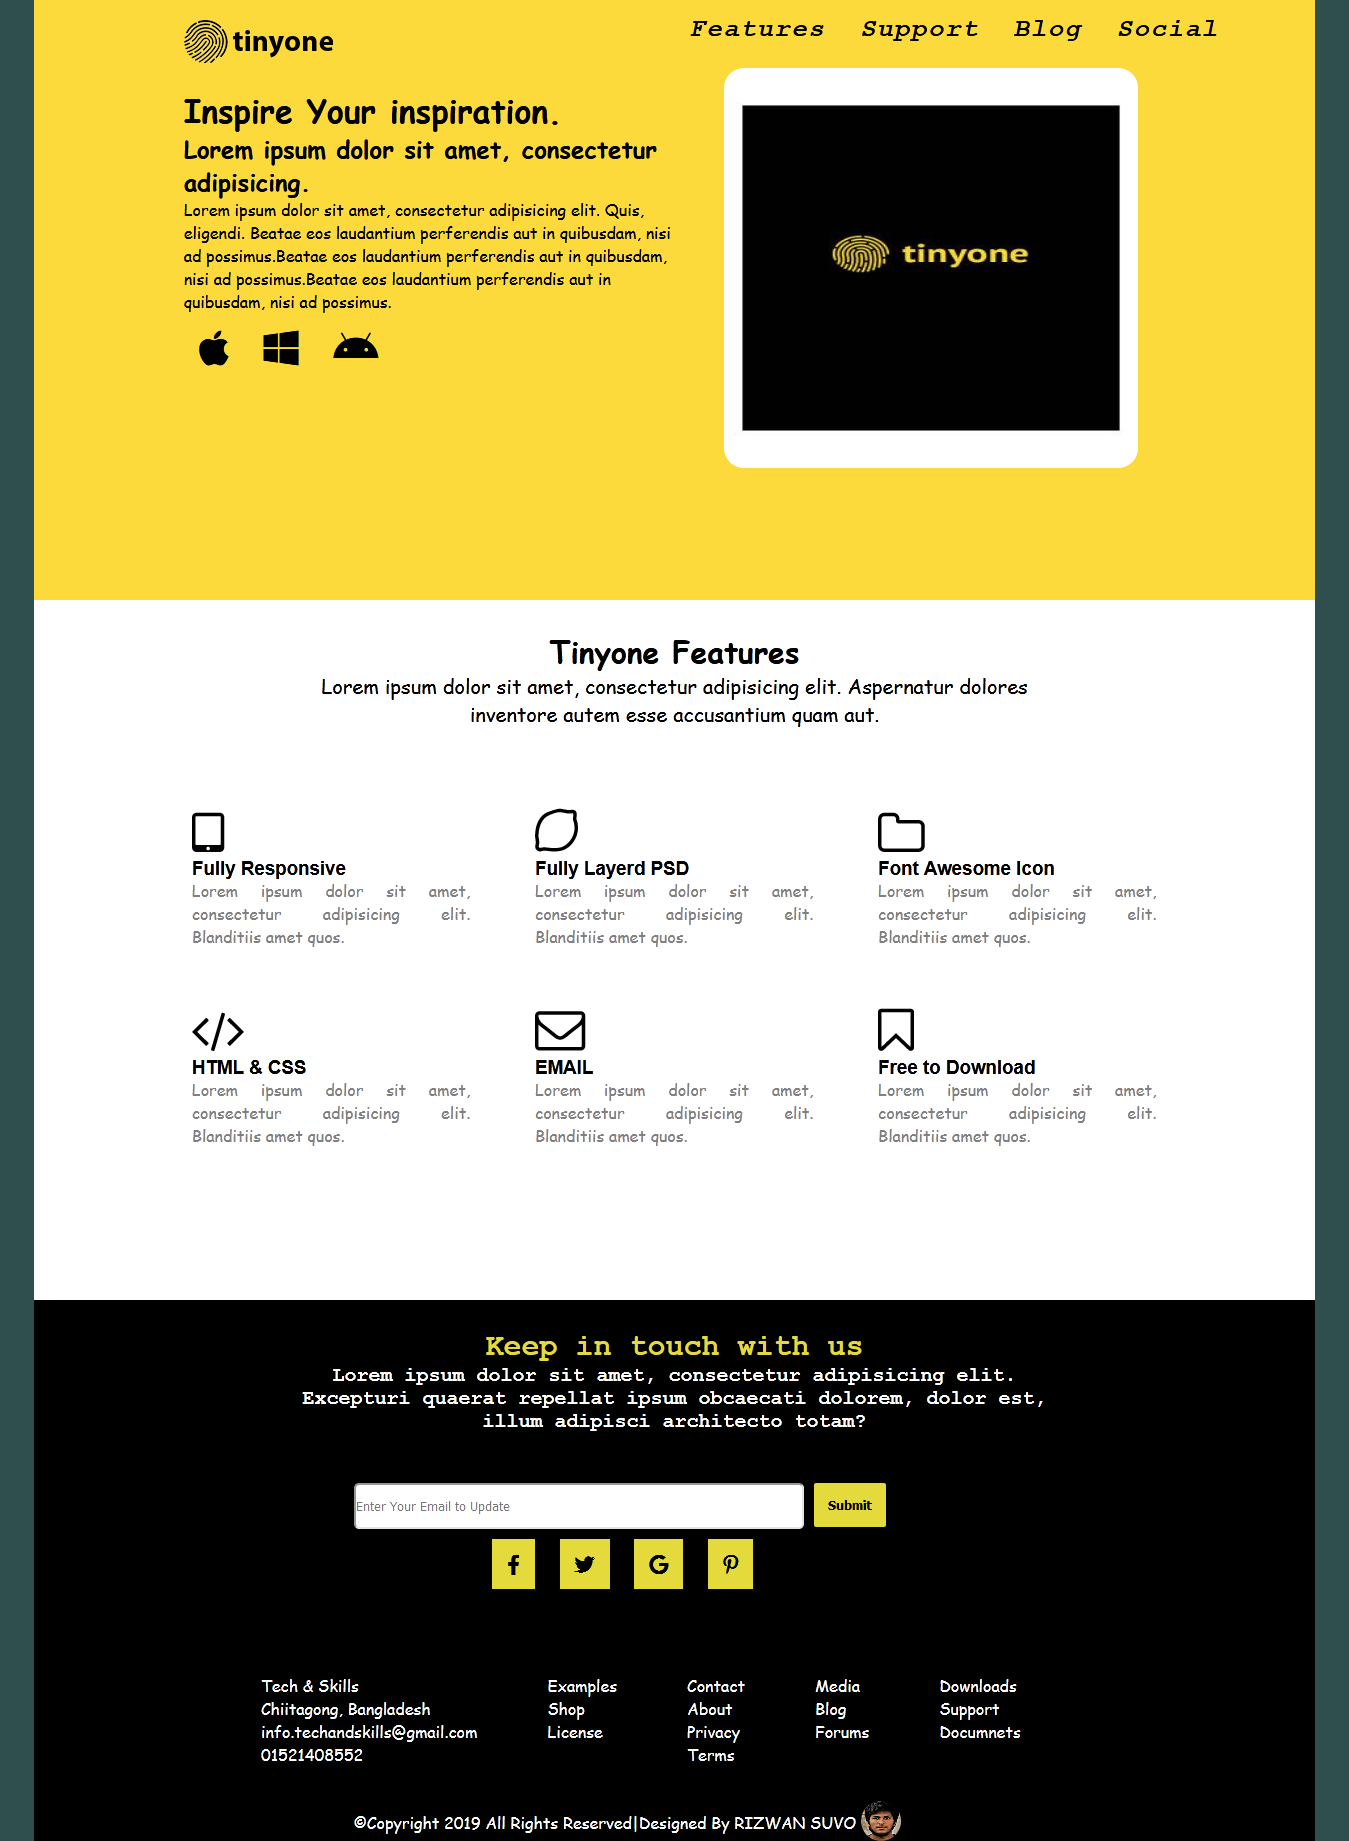 tinyone
Features Support Blog Social
Inspire Your inspiration.
Lorem ipsum dolor sit amet, consectetur
adipisicing.
Lorem ipsum dolor sit amet, consectetur adipisicing elit. Quis,
eligendi. Beatae eos laudantium perferendis aut in quibusdam, nisi
ad possimus.Beatae eos laudantium perferendis aut in quibusdam,
nisi ad possimus.Beatae eos laudantium perferendis aut in
quibusdam, nisi ad possimus.
tinyone
Tinyone Features
Lorem ipsum dolor sit amet, consectetur adipisicing elit. Aspernatur dolores
inventore autem esse accusantium quam aut.
Fully Responsive
Lorem ipsum dolor sit amet,
consectetur adipisicing elit.
Blanditiis amet quos.
Fully Layerd PSD
Lorem ipsum dolor sit amet,
consectetur adipisicing elit.
Blanditiis amet quos.
Font Awesome Icon
Lorem ipsum dolor sit amet,
consectetur adipisicing elit.
Blanditiis amet quos.
HTML & CSS
Lorem ipsum dolor sit amet,
consectetur adipisicing elit.
Blanditiis amet quos.
EMAIL
Lorem ipsum dolor sit amet,
consectetur adipisicing elit.
Blanditiis amet quos.
Free to Download
Lorem ipsum dolor sit amet,
consectetur adipisicing elit.
Blanditiis amet quos.
Keep in touch with us
Lorem ipsum dolor sit amet, consectetur adipisicing elit.
Excepturi quaerat repellat ipsum obcaecati dolorem, dolor est,
illum adipisci architecto totam?
Enter Your Email to Update
Submit
Tech & Skills
Chiitagong, Bangladesh
info.techandskills@gmail.com
01521408552
Examples
Shop
License
Contact
About
Privacy
Terms
Media
Blog
Forums
Downloads
Support
Documnets
©Copyright 2019 All Rights Reserved|Designed By RIZWAN SUVO